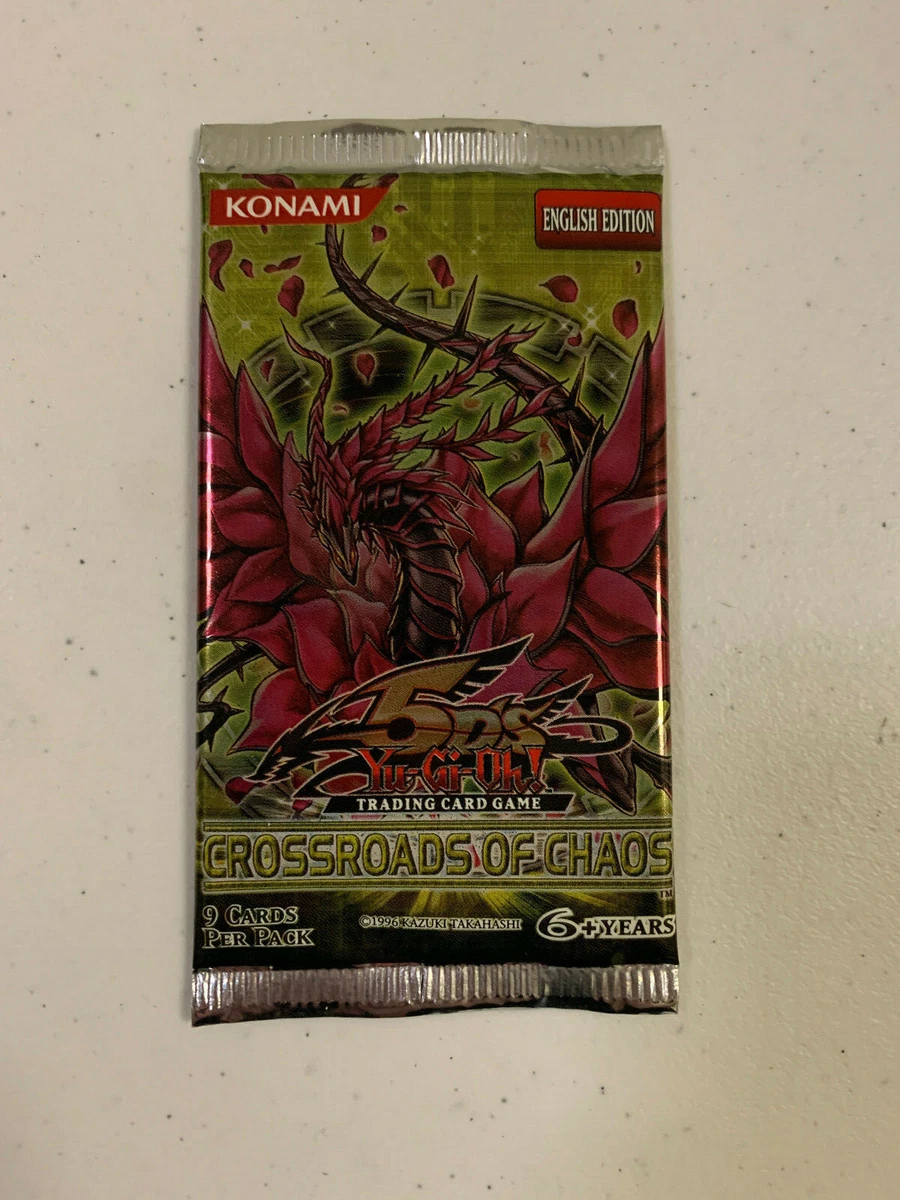 KONAMI
ENGLISH EDITION
5D's
Yu-Gi-Oh!
TRADING CARD GAME
CROSSROADS OF CHAOS
TM
9 CARDS
PER PACK
©1996 KAZUKI TAKAHASHI
6+YEARS